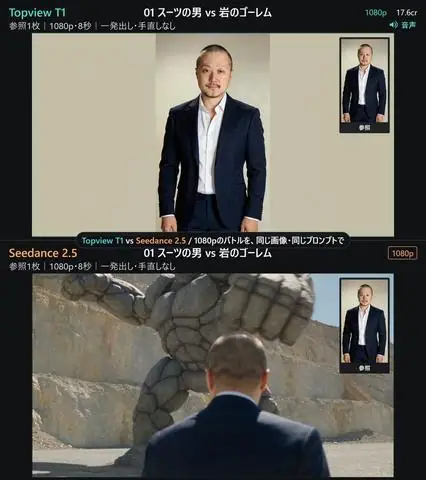 Topview T1
01 スーツの男 vs 岩のゴーレム
1080p 17.6cr
参照1枚｜1080p・8秒｜一発出し・手直しなし
音声
参照
Topview T1 vs Seedance 2.5 / 1080pのバトルを、同じ画像・同じプロンプトで
Seedance 2.5
01 スーツの男 vs 岩のゴーレム
1080p
参照1枚｜1080p・8秒｜一発出し・手直しなし
参照